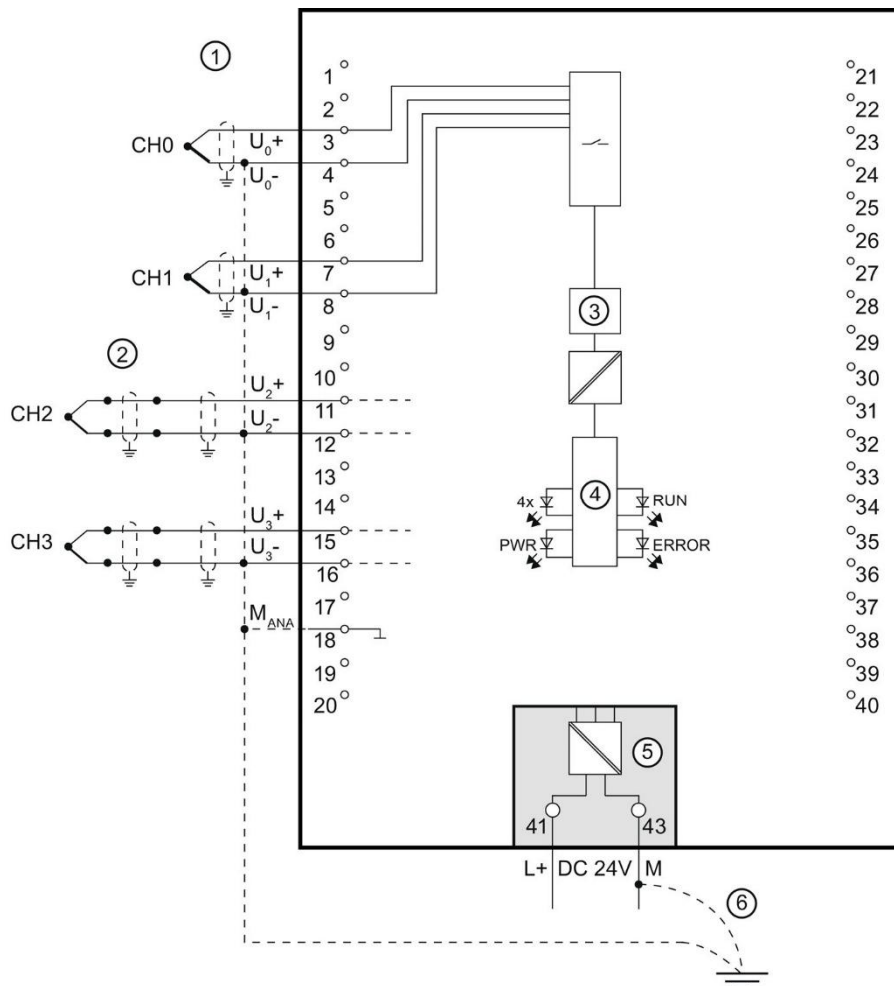 ①
1 21
2 22
CH0 U₀+ 3 23
U₀- 4 24
5 25
6 26
CH1 U₁+ 7 27
U₁- 8 28
③
9 29
②
10 30
CH2 U₂+ 11 31
U₂- 12 32
13 33
14 4x ④ RUN 34
CH3 U₃+ 15 PWR ERROR 35
U₃- 16 36
17 37
M_ANA 18 38
19 39
20 40
⑤
41 43
L+ DC 24V M
⑥